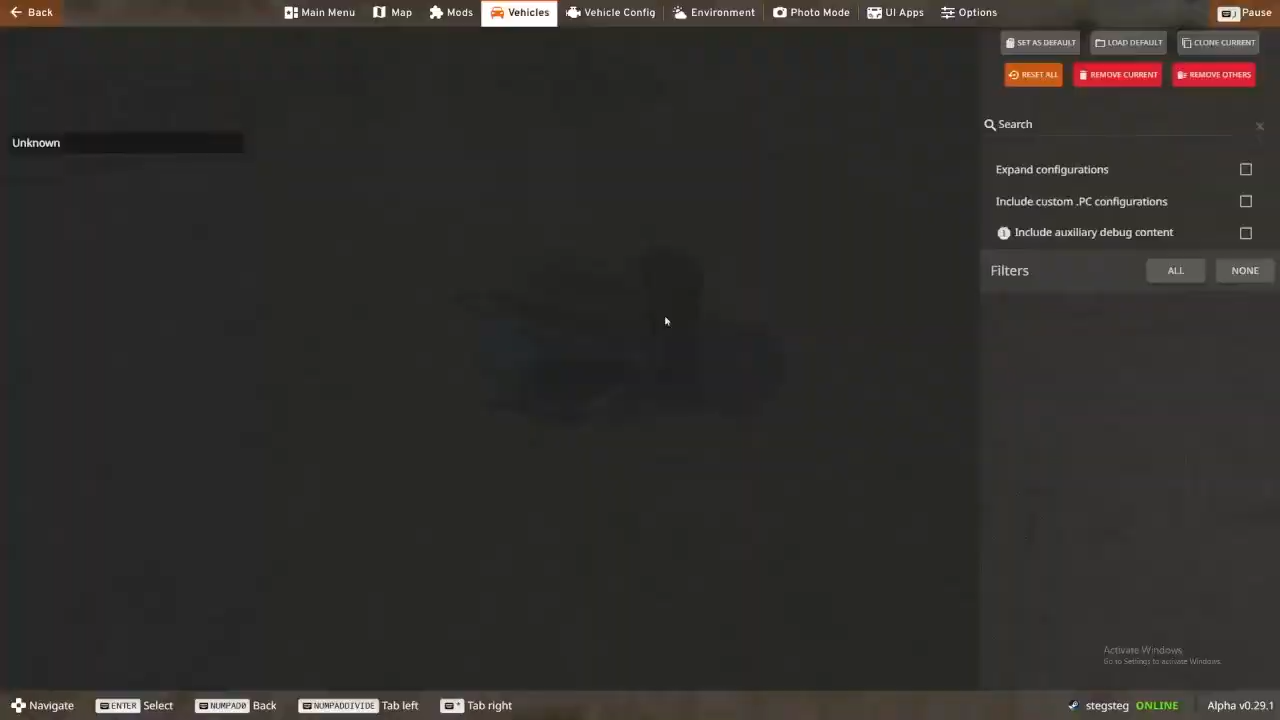 Back Main Menu Map Mods Vehicles Vehicle Config Environment Photo Mode UI Apps Options Pause
SET AS DEFAULT LOAD DEFAULT CLONE CURRENT
RESET ALL REMOVE CURRENT REMOVE OTHERS
Search
Unknown
Expand configurations
Include custom .PC configurations
Include auxiliary debug content
Filters ALL NONE
Activate Windows
Go to Settings to activate Windows.
Navigate ENTER Select NUMPAD0 Back NUMPADDIVIDE Tab left * Tab right stegsteg ONLINE Alpha v0.29.1